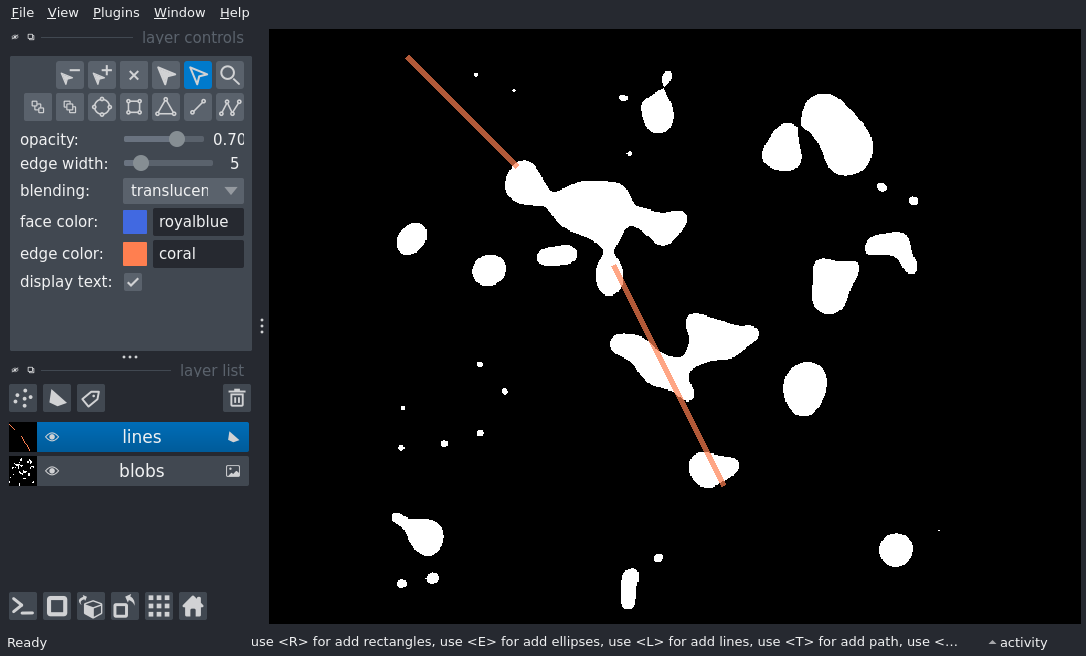 File View Plugins Window Help
layer controls
opacity: 0.70
edge width: 5
blending: translucen
face color: royalblue
edge color: coral
display text:
layer list
lines
blobs
Ready use <R> for add rectangles, use <E> for add ellipses, use <L> for add lines, use <T> for add path, use <... activity